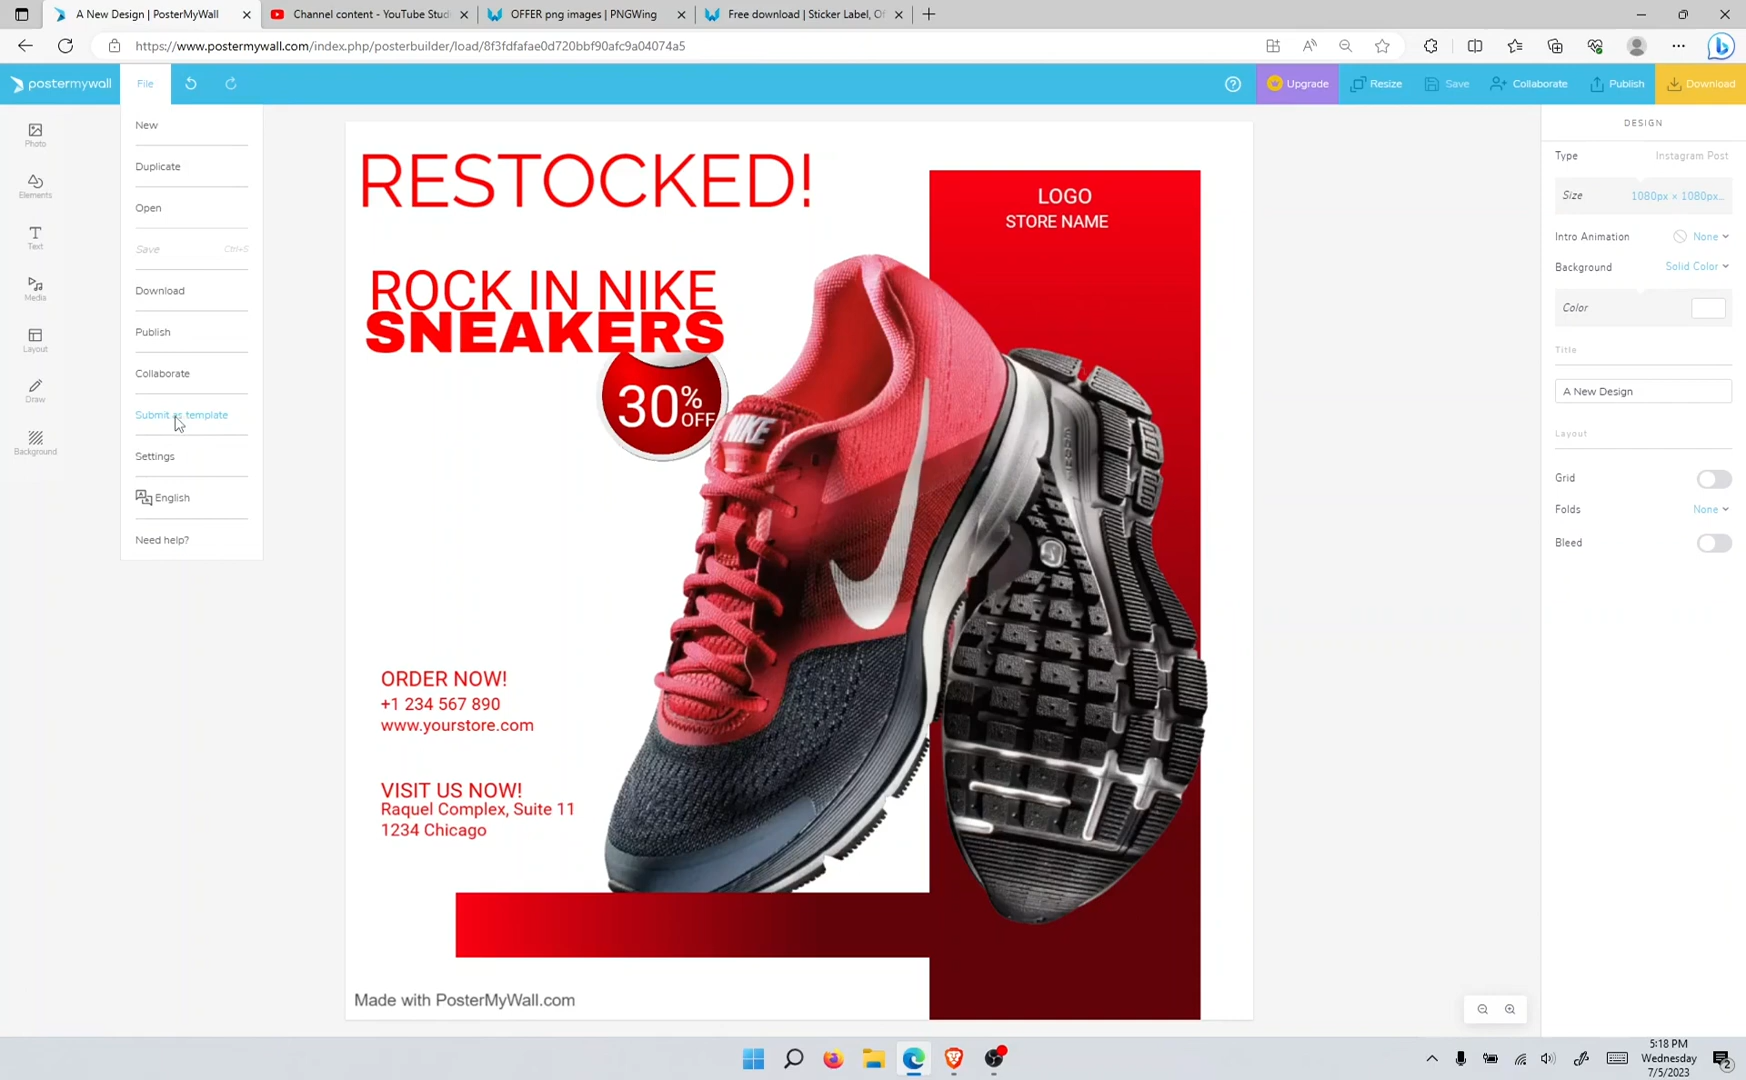 A New Design | PosterMyWall
Channel content - YouTube Stud
OFFER png images | PNGWing
Free download | Sticker Label, Of
https://www.postermywall.com/index.php/posterbuilder/load/8f3fdfafae0d720bbf90afc9a04074a5
postermywall
File
Upgrade
Resize
Save
Collaborate
Publish
Download
Photo
Elements
Text
Media
Layout
Draw
Background
New
Duplicate
Open
Save Ctrl+S
Download
Publish
Collaborate
Submit as template
Settings
English
Need help?
RESTOCKED!
LOGO
STORE NAME
ROCK IN NIKE
SNEAKERS
30%
OFF
NIKE
ORDER NOW!
+1 234 567 890
www.yourstore.com
VISIT US NOW!
Raquel Complex, Suite 11
1234 Chicago
Made with PosterMyWall.com
DESIGN
Type Instagram Post
Size 1080px × 1080px...
Intro Animation None
Background Solid Color
Color
Title
A New Design
Layout
Grid
Folds None
Bleed
5:18 PM
Wednesday
7/5/2023
2